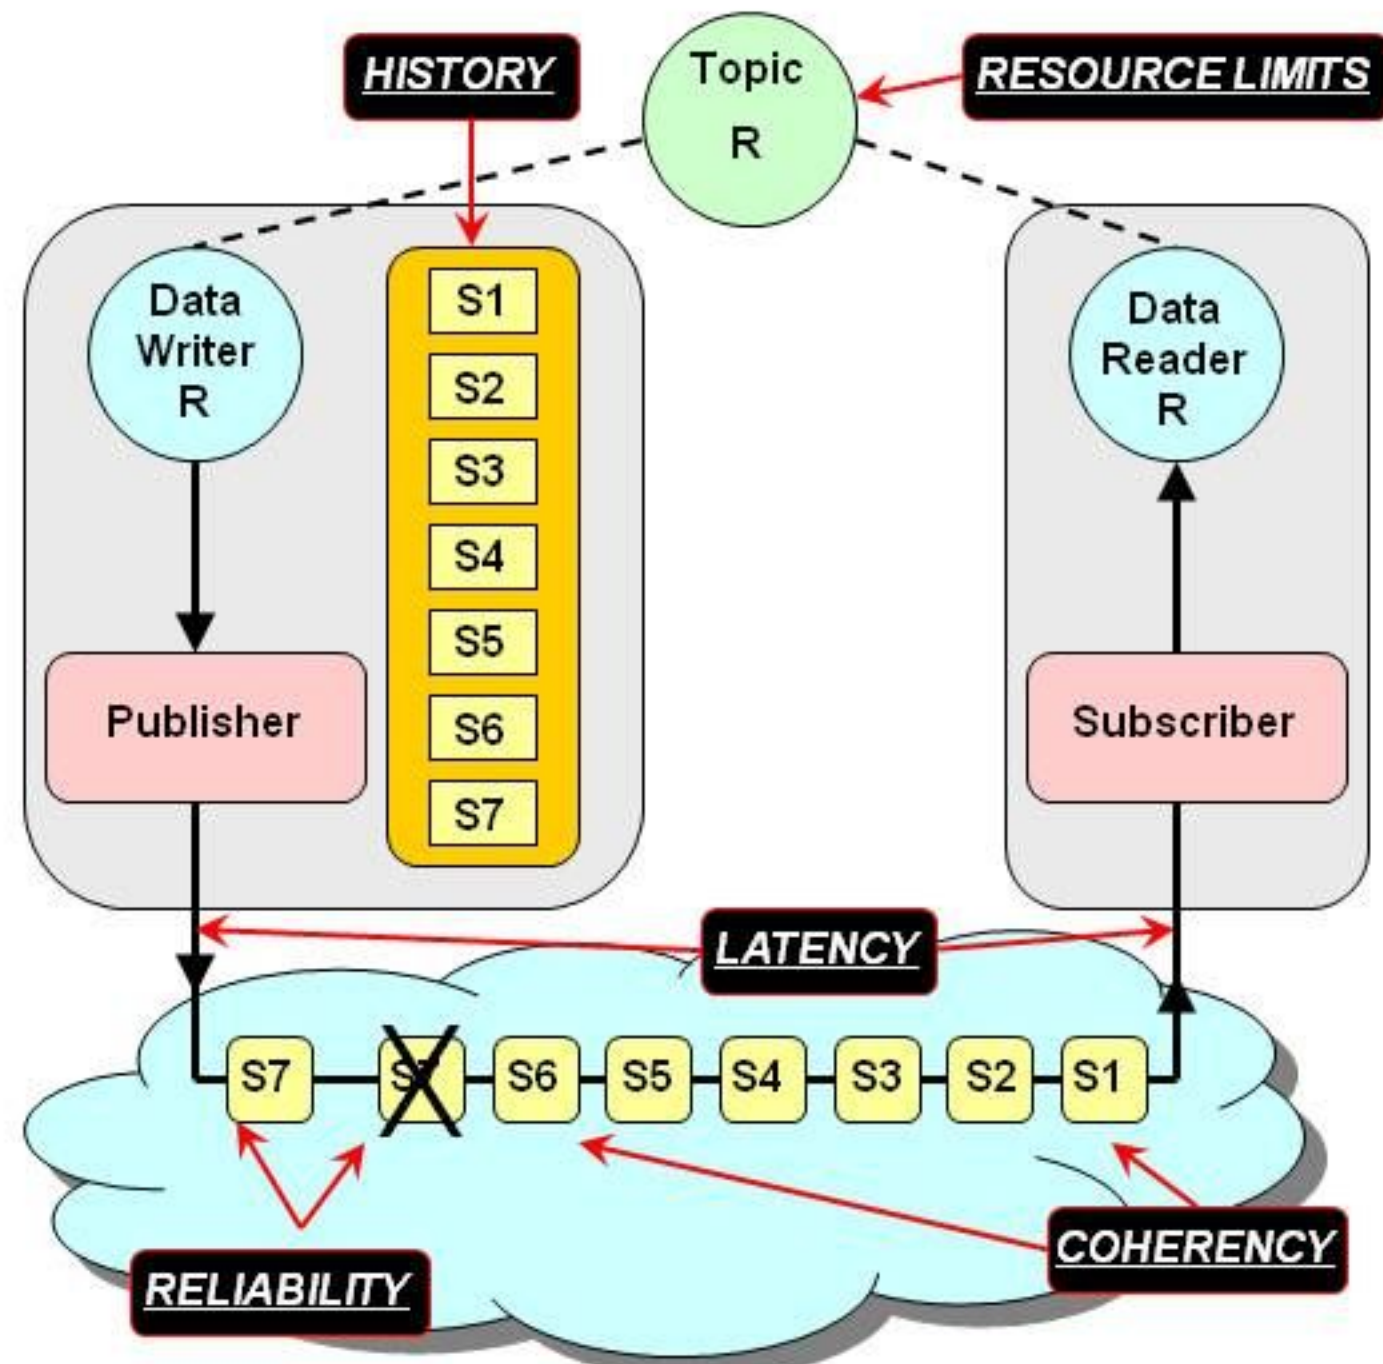 HISTORY
Topic
R
RESOURCE LIMITS
Data
Writer
R
S1
S2
S3
S4
S5
S6
S7
Data
Reader
R
Publisher
Subscriber
LATENCY
S7
S6
S5
S4
S3
S2
S1
RELIABILITY
COHERENCY